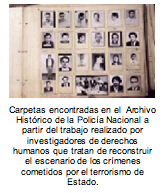 Carpetas encontradas en el Archivo
Histórico de la Policía Nacional a
partir del trabajo realizado por
investigadores de derechos
humanos que tratan de reconstruir
el escenario de los crímenes
cometidos por el terrorismo de
Estado.